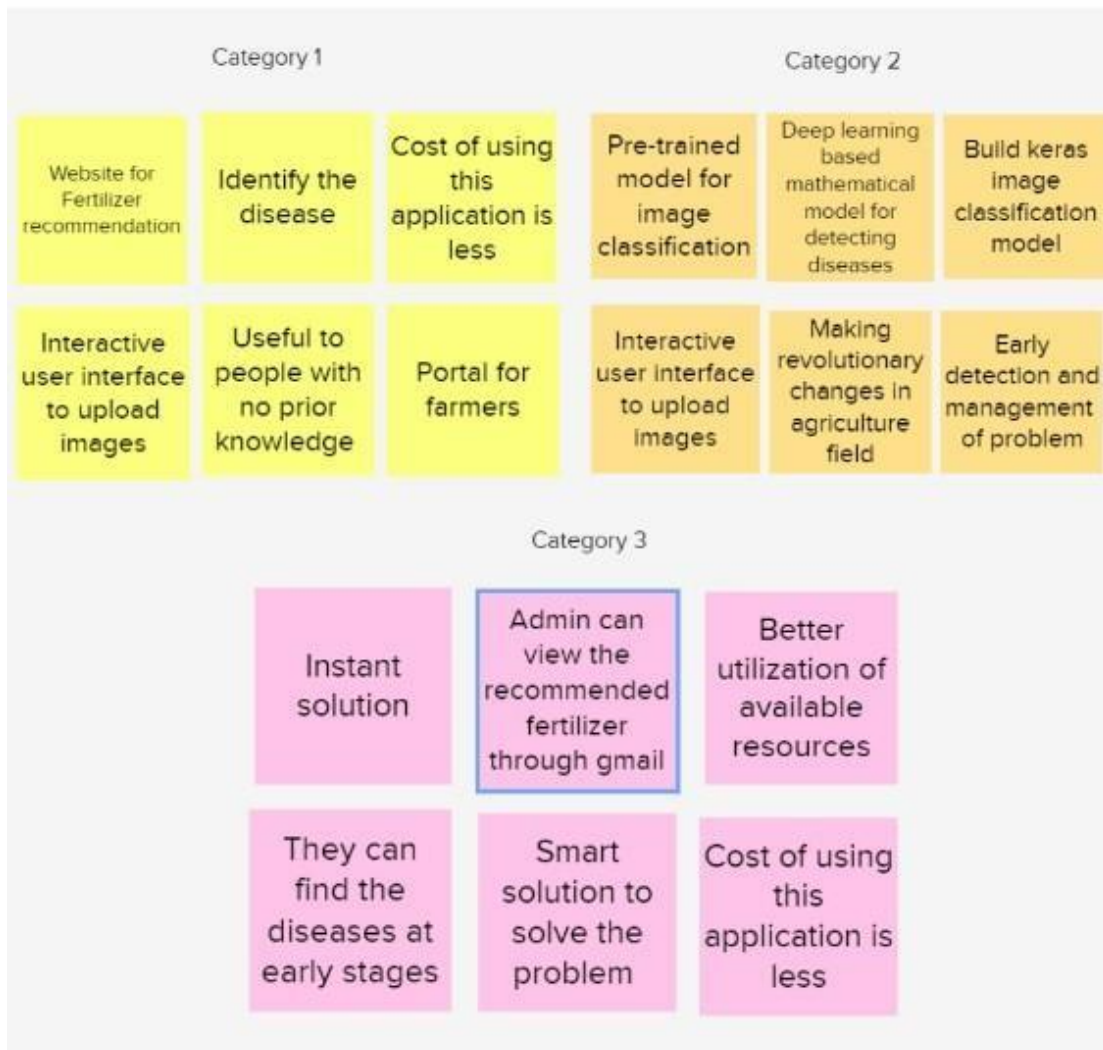 Category 1
Website for
Fertilizer
recommendation
Identify the
disease
Cost of using
this
application is
less
Interactive
user interface
to upload
images
Useful to
people with
no prior
knowledge
Portal for
farmers
Category 2
Pre-trained
model for
image
classification
Deep learning
based
mathematical
model for
detecting
diseases
Build keras
image
classification
model
Interactive
user interface
to upload
images
Making
revolutionary
changes in
agriculture
field
Early
detection and
management
of problem
Category 3
Instant
solution
Admin can
view the
recommended
fertilizer
through gmail
Better
utilization of
available
resources
They can
find the
diseases at
early stages
Smart
solution to
solve the
problem
Cost of using
this
application is
less